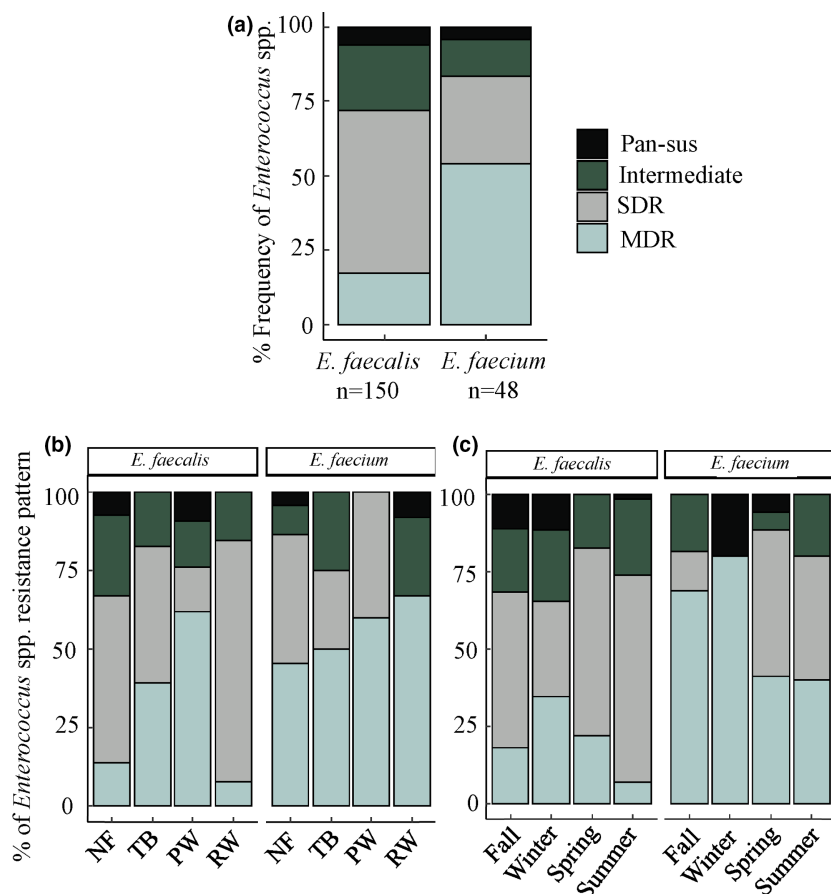 (a)
% Frequency of Enterococcus spp.
100
75
50
25
0
E. faecalis
n=150
E. faecium
n=48
Pan-sus
Intermediate
SDR
MDR
(b)
% of Enterococcus spp. resistance pattern
E. faecalis
E. faecium
100
75
50
25
0
NF
TB
PW
RW
NF
TB
PW
RW
(c)
E. faecalis
E. faecium
100
75
50
25
0
Fall
Winter
Spring
Summer
Fall
Winter
Spring
Summer